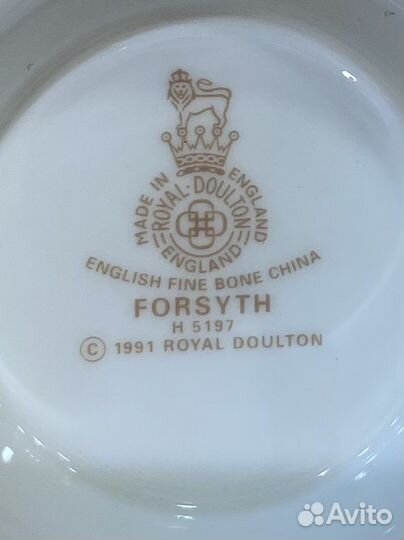 MADE IN ENGLAND
ROYAL · DOULTON
ENGLAND
ENGLISH FINE BONE CHINA
FORSYTH
H 5197
© 1991 ROYAL DOULTON
Avito